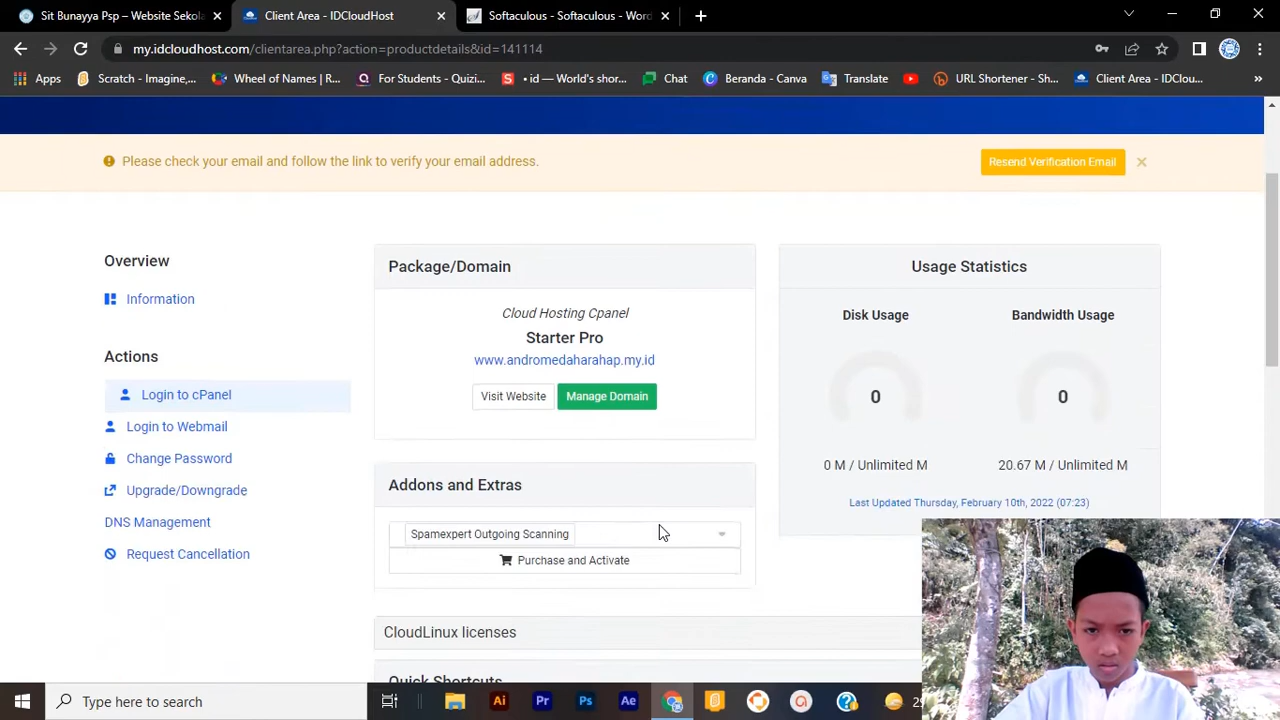 Sit Bunayya Psp - Website Sekola
Client Area - IDCloudHost
Softaculous - Softaculous - Word
my.idcloudhost.com/clientarea.php?action=productdetails&id=141114
Apps
Scratch - Imagine,...
Wheel of Names | R...
For Students - Quizi...
• id — World's shor...
Chat
Beranda - Canva
Translate
URL Shortener - Sh...
Client Area - IDClou...
Please check your email and follow the link to verify your email address.
Resend Verification Email
Overview
Information
Actions
Login to cPanel
Login to Webmail
Change Password
Upgrade/Downgrade
DNS Management
Request Cancellation
Package/Domain
Cloud Hosting Cpanel
Starter Pro
www.andromedaharahap.my.id
Visit Website
Manage Domain
Addons and Extras
Spamexpert Outgoing Scanning
Purchase and Activate
CloudLinux licenses
Quick Shortcuts
Usage Statistics
Disk Usage
Bandwidth Usage
0
0
0 M / Unlimited M
20.67 M / Unlimited M
Last Updated Thursday, February 10th, 2022 (07:23)
Type here to search
Ai
Pr
Ps
Ae